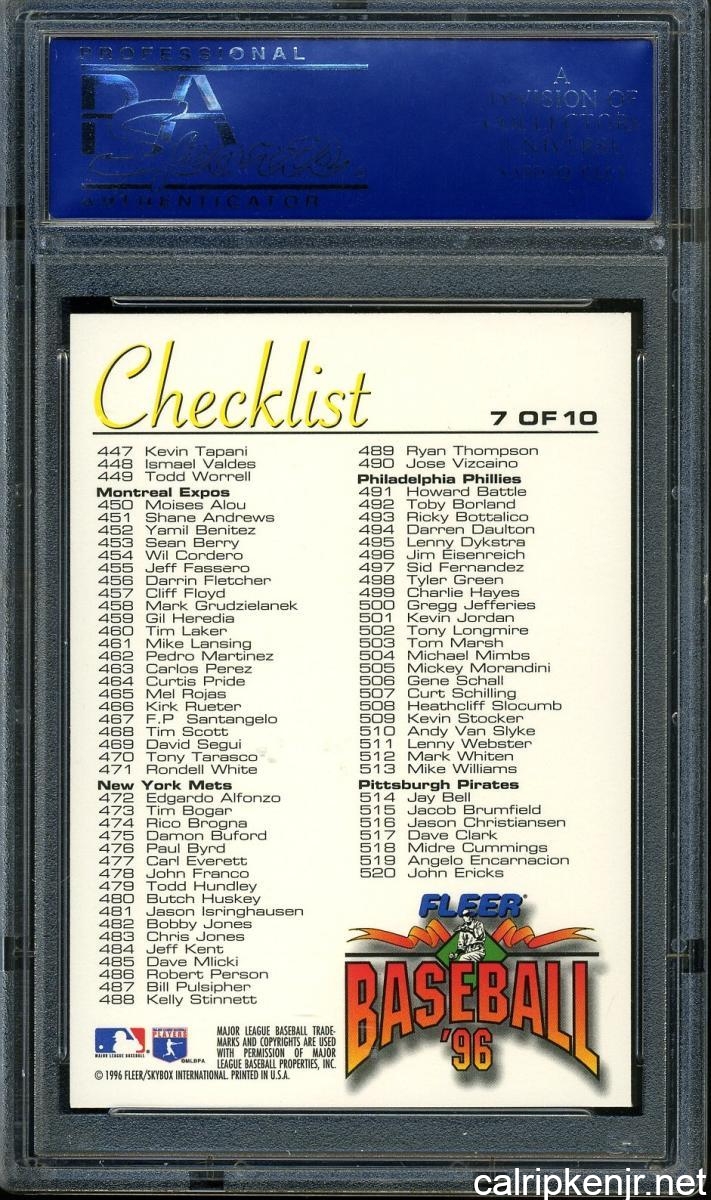 PROFESSIONAL
PSA
AUTHENTICATOR
A
DIVISION OF
COLLECTORS
UNIVERSE
Checklist
7 OF 10
447 Kevin Tapani
448 Ismael Valdes
449 Todd Worrell
Montreal Expos
450 Moises Alou
451 Shane Andrews
452 Yamil Benitez
453 Sean Berry
454 Wil Cordero
455 Jeff Fassero
456 Darrin Fletcher
457 Cliff Floyd
458 Mark Grudzielanek
459 Gil Heredia
460 Tim Laker
461 Mike Lansing
462 Pedro Martinez
463 Carlos Perez
464 Curtis Pride
465 Mel Rojas
466 Kirk Rueter
467 F.P Santangelo
468 Tim Scott
469 David Segui
470 Tony Tarasco
471 Rondell White
New York Mets
472 Edgardo Alfonzo
473 Tim Bogar
474 Rico Brogna
475 Damon Buford
476 Paul Byrd
477 Carl Everett
478 John Franco
479 Todd Hundley
480 Butch Huskey
481 Jason Isringhausen
482 Bobby Jones
483 Chris Jones
484 Jeff Kent
485 Dave Mlicki
486 Robert Person
487 Bill Pulsipher
488 Kelly Stinnett
489 Ryan Thompson
490 Jose Vizcaino
Philadelphia Phillies
491 Howard Battle
492 Toby Borland
493 Ricky Bottalico
494 Darren Daulton
495 Lenny Dykstra
496 Jim Eisenreich
497 Sid Fernandez
498 Tyler Green
499 Charlie Hayes
500 Gregg Jefferies
501 Kevin Jordan
502 Tony Longmire
503 Tom Marsh
504 Michael Mimbs
505 Mickey Morandini
506 Gene Schall
507 Curt Schilling
508 Heathcliff Slocumb
509 Kevin Stocker
510 Andy Van Slyke
511 Lenny Webster
512 Mark Whiten
513 Mike Williams
Pittsburgh Pirates
514 Jay Bell
515 Jacob Brumfield
516 Jason Christiansen
517 Dave Clark
518 Midre Cummings
519 Angelo Encarnacion
520 John Ericks
FLEER
BASEBALL
'96
MAJOR LEAGUE BASEBALL
PLAYERS
©MLBPA
MAJOR LEAGUE BASEBALL TRADE-
MARKS AND COPYRIGHTS ARE USED
WITH PERMISSION OF MAJOR
LEAGUE BASEBALL PROPERTIES, INC.
© 1996 FLEER/SKYBOX INTERNATIONAL. PRINTED IN U.S.A.
calripkenjr.net